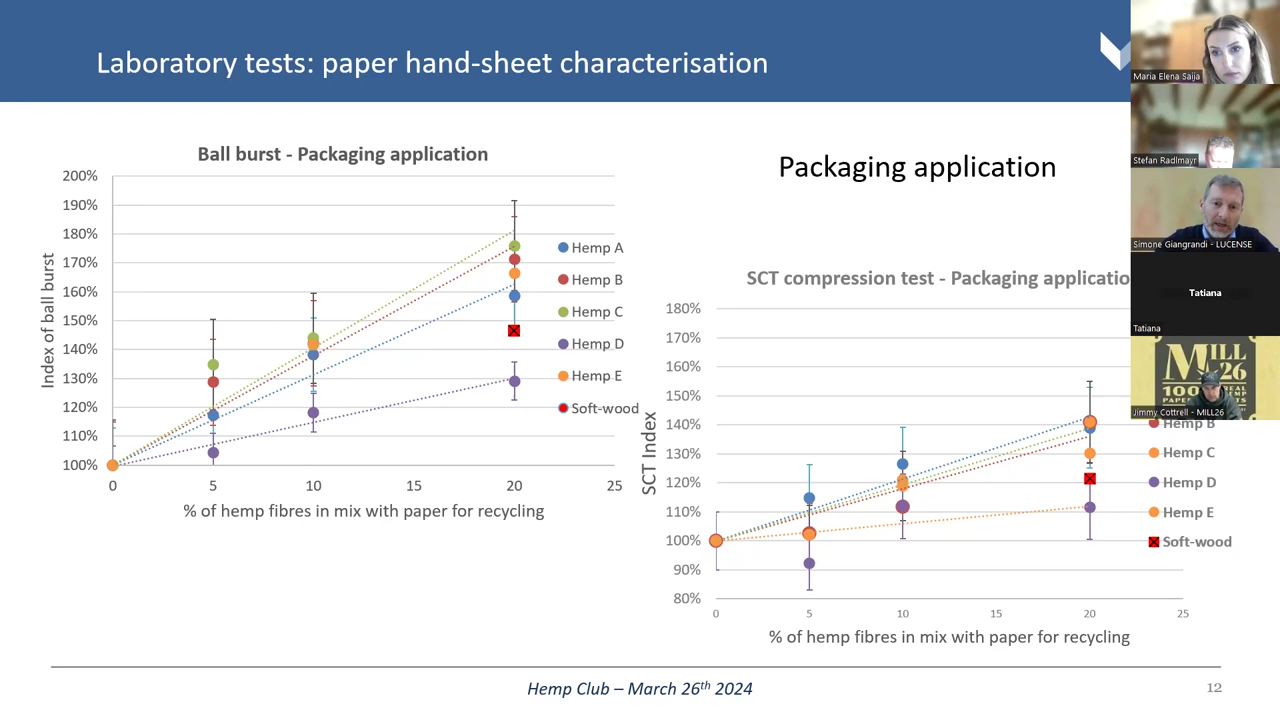 Laboratory tests: paper hand-sheet characterisation
Ball burst - Packaging application
200%
190%
180%
170%
160%
150%
140%
130%
120%
110%
100%
Index of ball burst
0
5
10
15
20
25
% of hemp fibres in mix with paper for recycling
Hemp A
Hemp B
Hemp C
Hemp D
Hemp E
Soft-wood
Packaging application
SCT compression test - Packaging applicatio
180%
170%
160%
150%
140%
130%
120%
110%
100%
90%
80%
SCT Index
0
5
10
15
20
25
% of hemp fibres in mix with paper for recycling
Hemp B
Hemp C
Hemp D
Hemp E
Soft-wood
Maria Elena Saija
Stefan Radlmayr
Simone Giangrandi - LUCENSE
Tatiana
Tatiana
MILL
26
Jimmy Cottrell - MILL26
Hemp Club – March 26th 2024
12